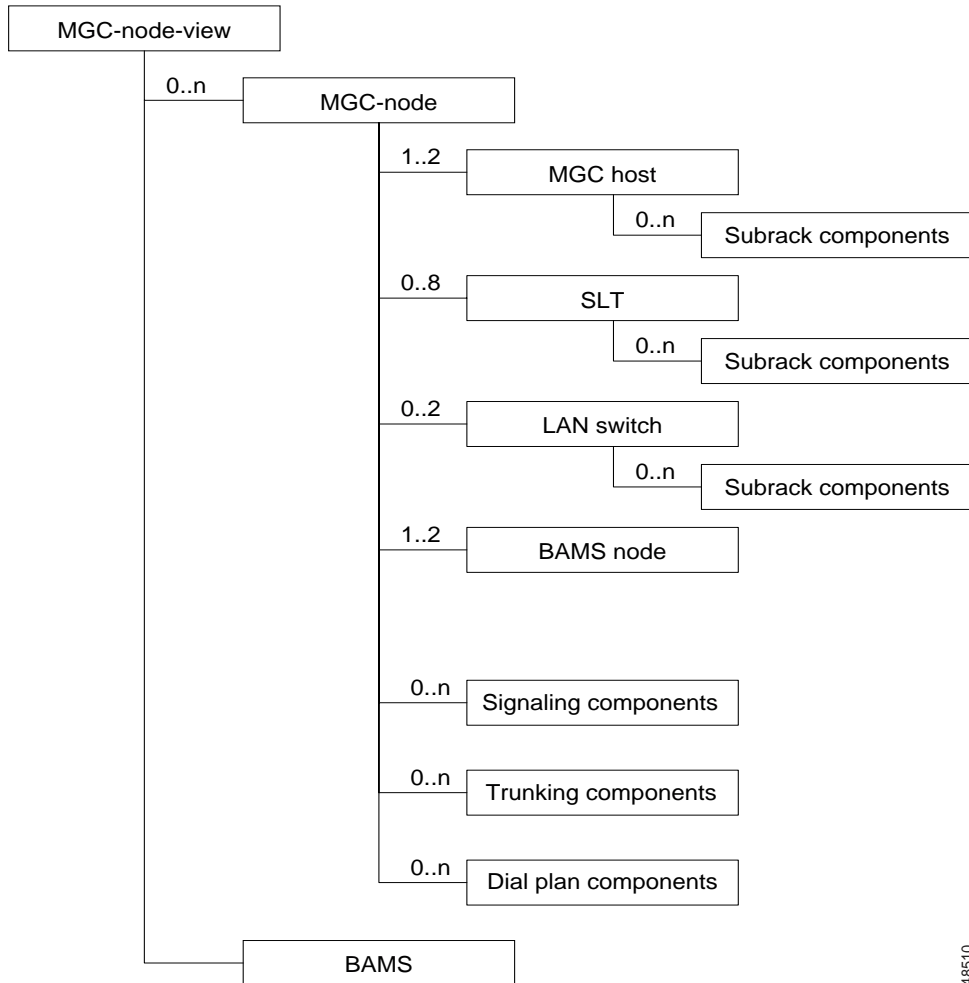 MGC-node-view
0..n
MGC-node
1..2
MGC host
0..n
Subrack components
0..8
SLT
0..n
Subrack components
0..2
LAN switch
0..n
Subrack components
1..2
BAMS node
0..n
Signaling components
0..n
Trunking components
0..n
Dial plan components
BAMS
48510